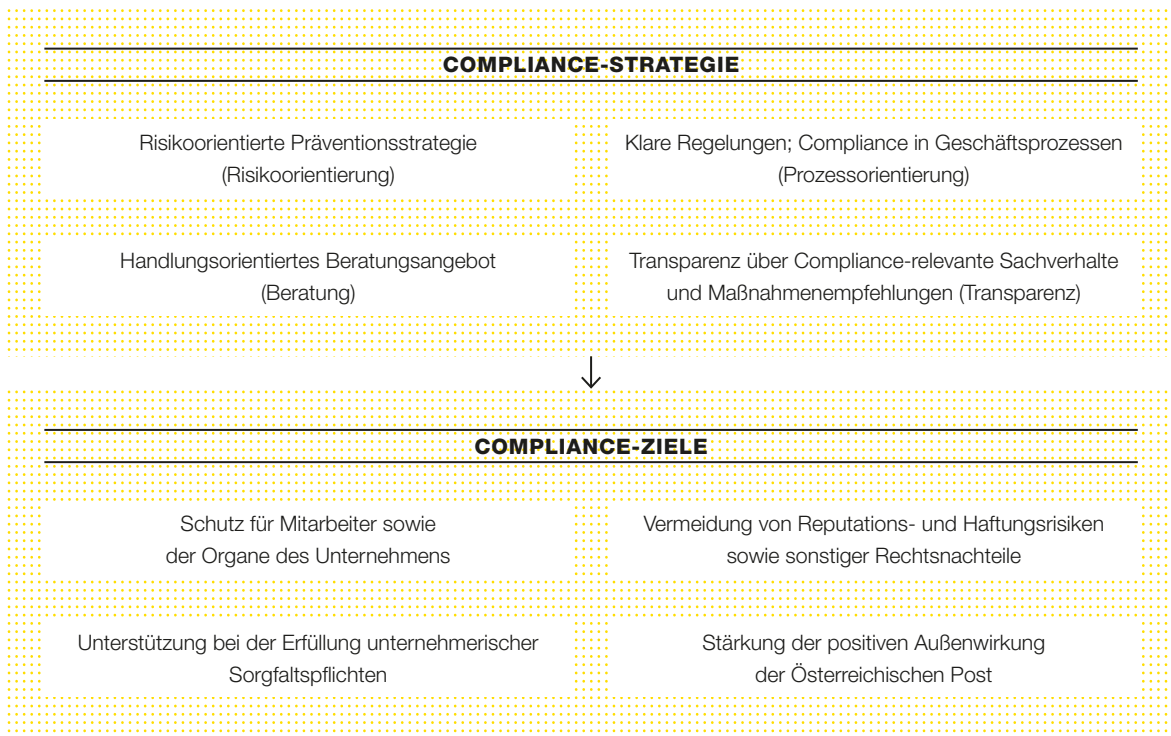 COMPLIANCE-STRATEGIE
Risikoorientierte Präventionsstrategie
(Risikoorientierung)
Klare Regelungen; Compliance in Geschäftsprozessen
(Prozessorientierung)
Handlungsorientiertes Beratungsangebot
(Beratung)
Transparenz über Compliance-relevante Sachverhalte
und Maßnahmenempfehlungen (Transparenz)
COMPLIANCE-ZIELE
Schutz für Mitarbeiter sowie
der Organe des Unternehmens
Vermeidung von Reputations- und Haftungsrisiken
sowie sonstiger Rechtsnachteile
Unterstützung bei der Erfüllung unternehmerischer
Sorgfaltspflichten
Stärkung der positiven Außenwirkung
der Österreichischen Post